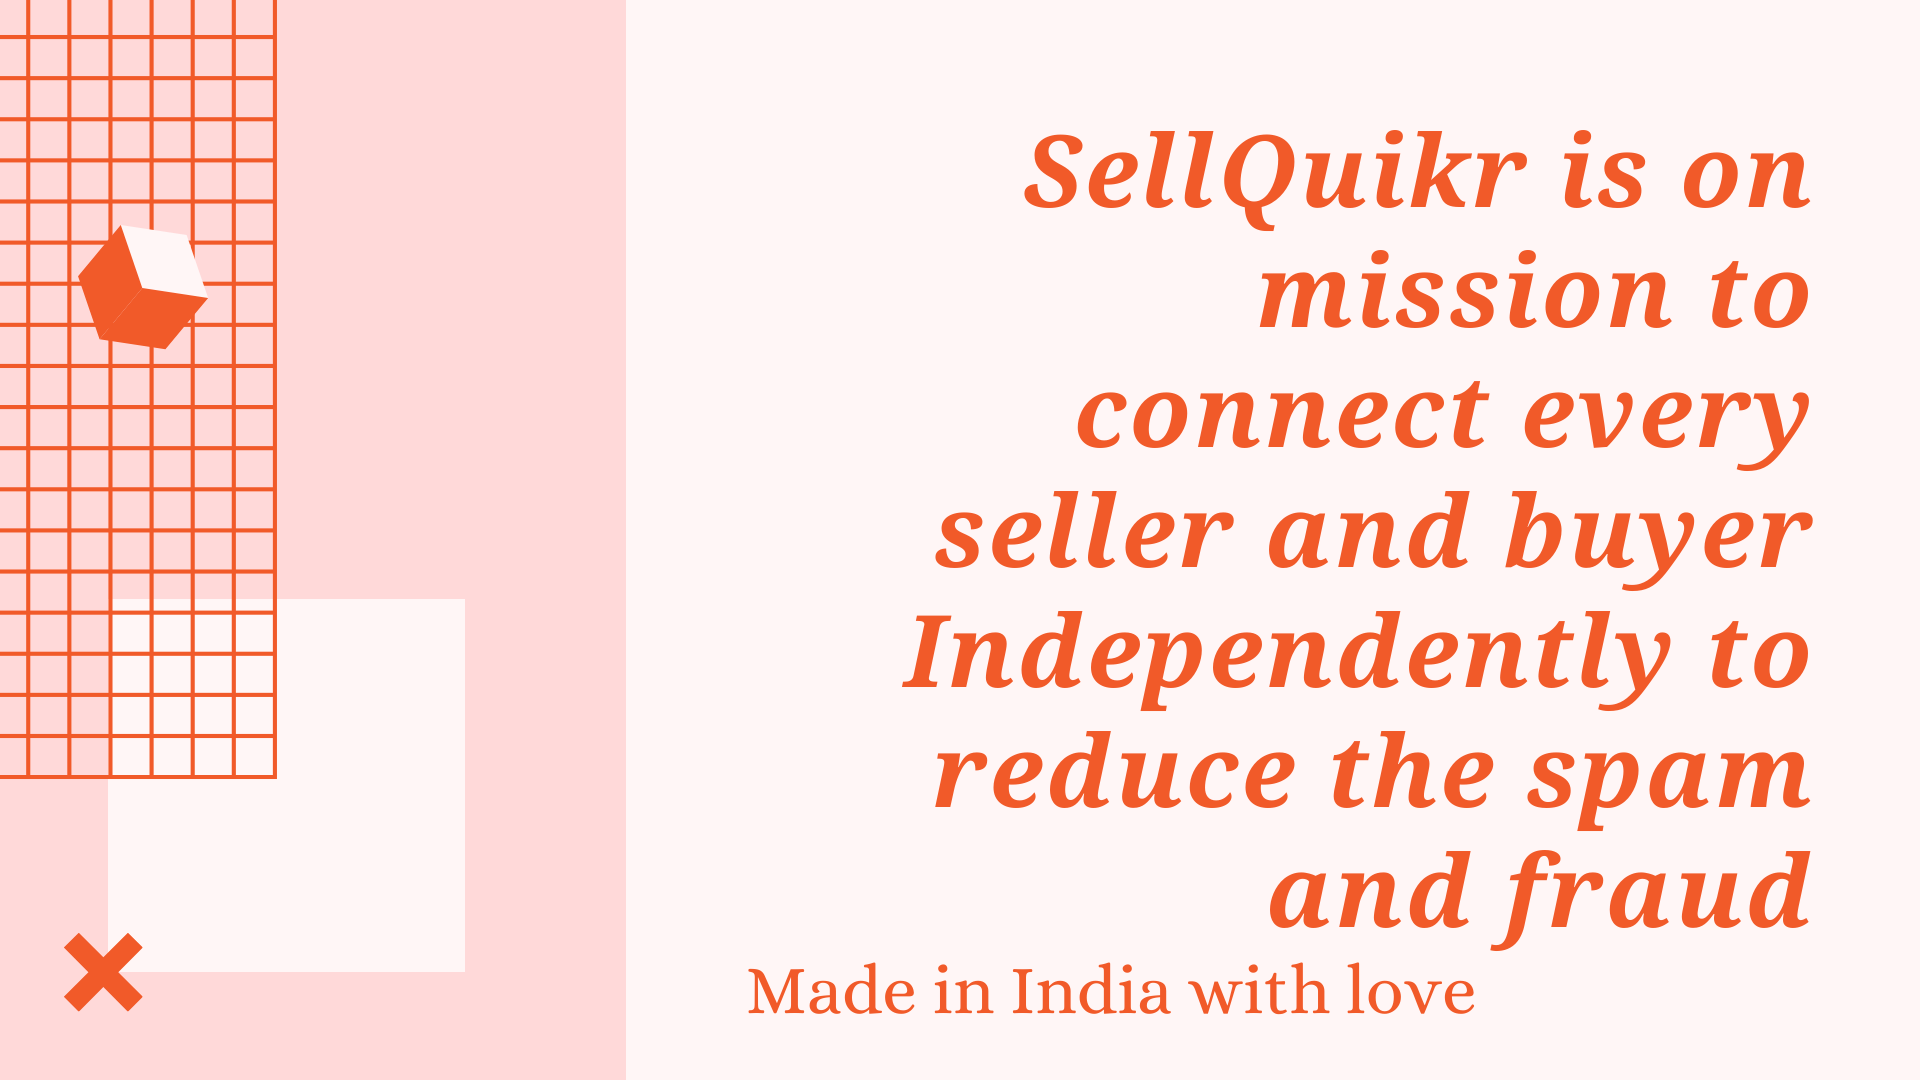 SellQuikr is on
mission to
connect every
seller and buyer
Independently to
reduce the spam
and fraud
Made in India with love